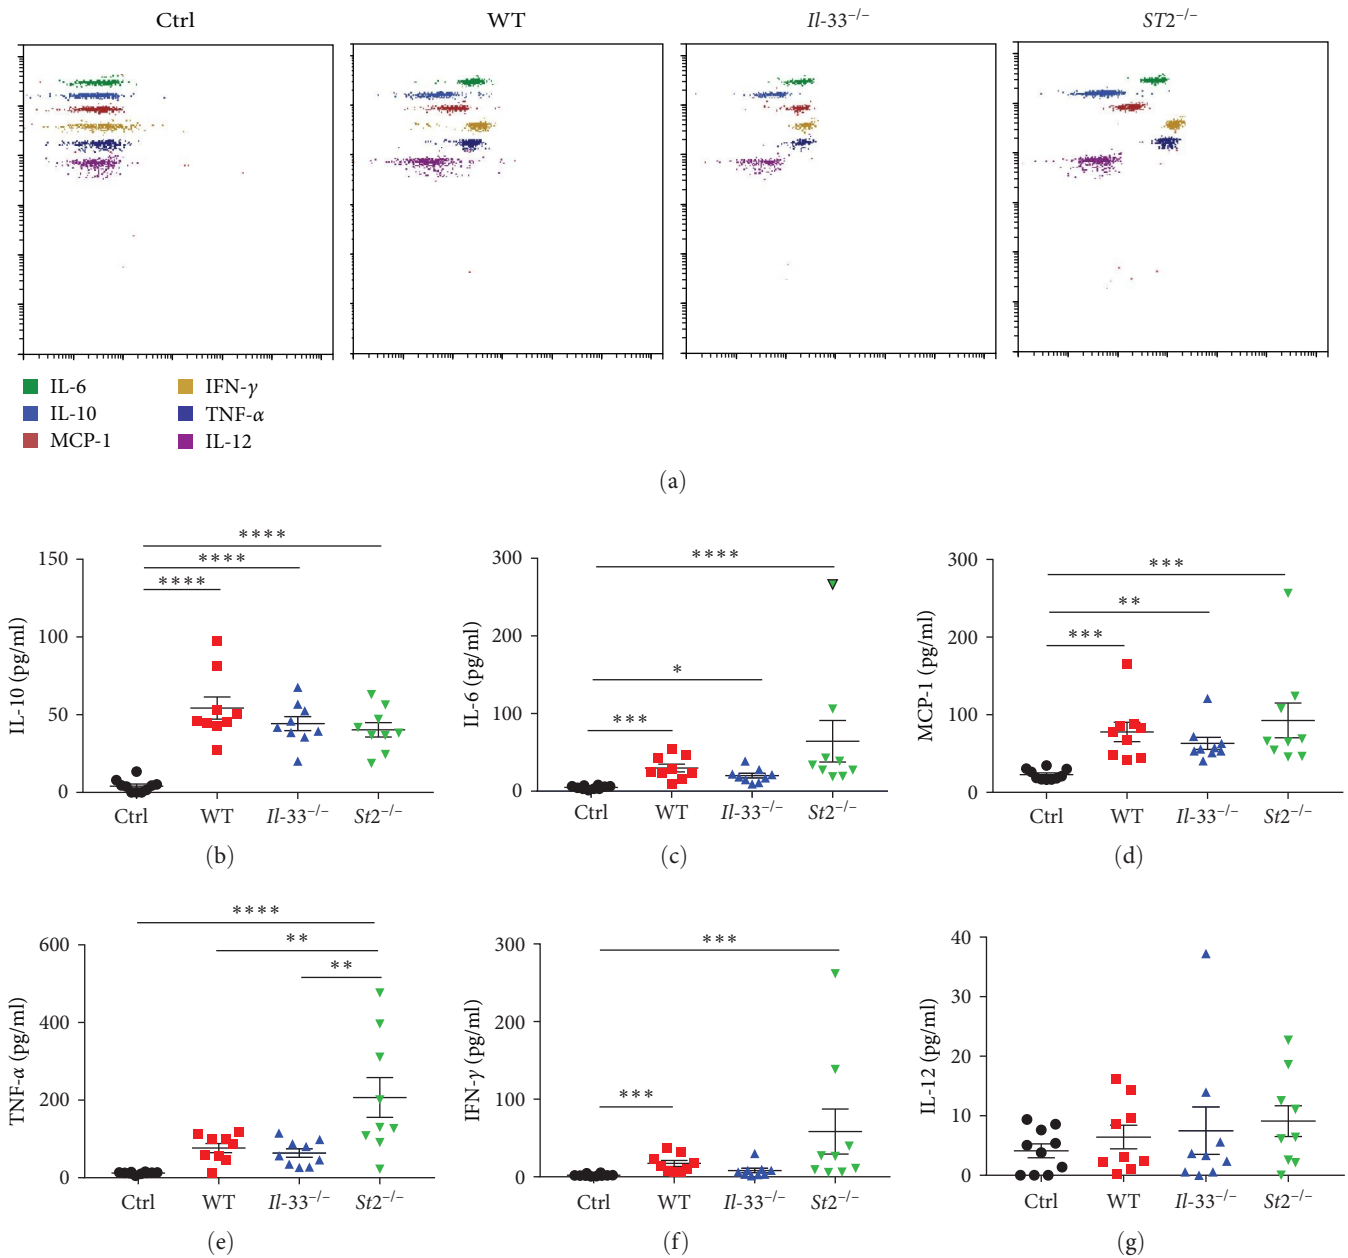 Ctrl WT Il-33−/− ST2−/−
IL-6 IFN-γ
IL-10 TNF-α
MCP-1 IL-12
(a)
****
****
****
150
100
50
0
IL-10 (pg/ml)
Ctrl WT Il-33−/− St2−/−
(b)
****
*
***
300
200
100
0
IL-6 (pg/ml)
Ctrl WT Il-33−/− St2−/−
(c)
***
**
***
300
200
100
0
MCP-1 (pg/ml)
Ctrl WT Il-33−/− St2−/−
(d)
****
**
**
600
400
200
0
TNF-α (pg/ml)
Ctrl WT Il-33−/− St2−/−
(e)
***
***
300
200
100
0
IFN-γ (pg/ml)
Ctrl WT Il-33−/− St2−/−
(f)
40
30
20
10
0
IL-12 (pg/ml)
Ctrl WT Il-33−/− St2−/−
(g)